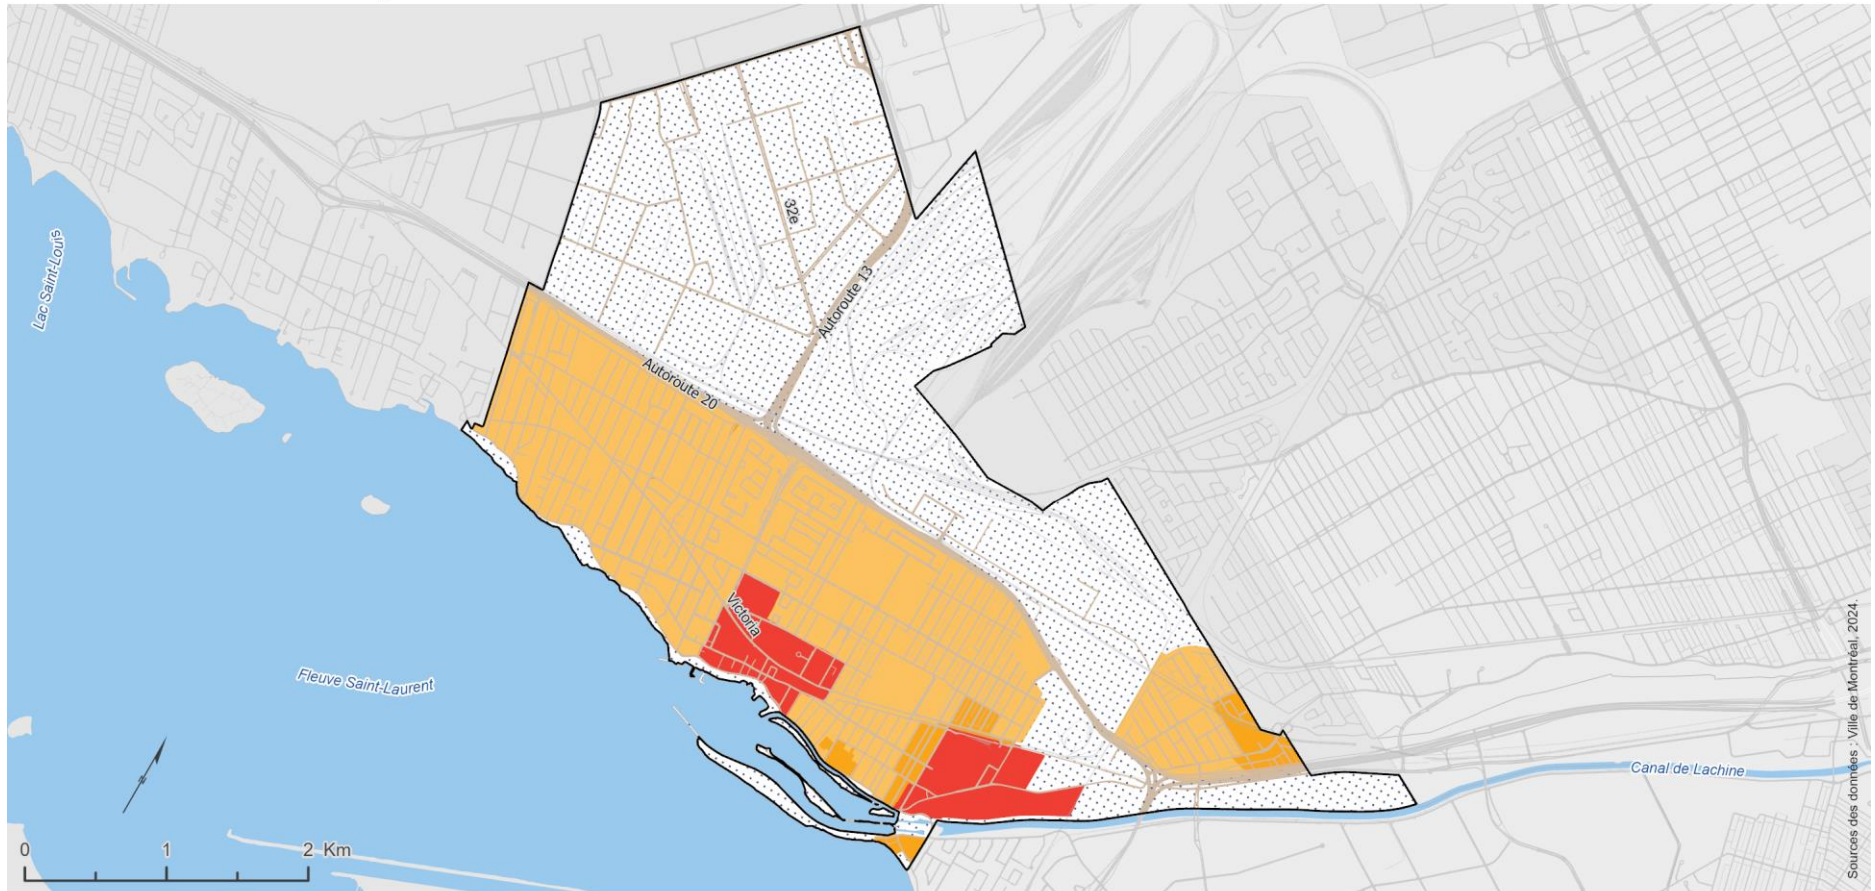 32e
Lac Saint-Louis
Autoroute 13
Autoroute 20
Victoria
Fleuve Saint-Laurent
Canal de Lachine
N
0 1 2 Km
Sources des données : Ville de Montréal, 2024.